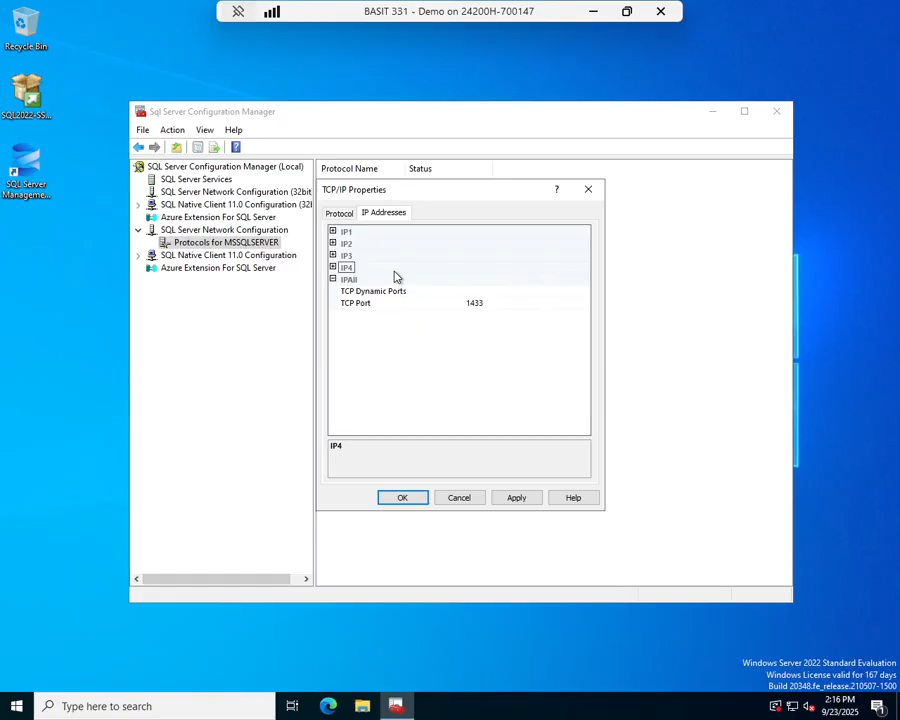 BASIT 331 - Demo on 24200H-700147
Recycle Bin
SQL2022-SS...
SQL Server
Manageme...
Sql Server Configuration Manager
File Action View Help
SQL Server Configuration Manager (Local)
SQL Server Services
SQL Server Network Configuration (32bit
SQL Native Client 11.0 Configuration (32l
Azure Extension For SQL Server
SQL Server Network Configuration
Protocols for MSSQLSERVER
SQL Native Client 11.0 Configuration
Azure Extension For SQL Server
Protocol Name Status
TCP/IP Properties ?
Protocol IP Addresses
IP1
IP2
IP3
IP4
IPAll
TCP Dynamic Ports
TCP Port 1433
IP4
OK Cancel Apply Help
Windows Server 2022 Standard Evaluation
Windows License valid for 167 days
Build 20348.fe_release.210507-1500
Type here to search
2:16 PM
9/23/2025
1